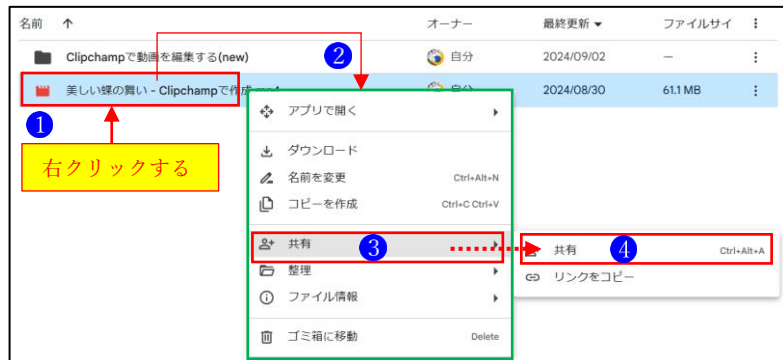 名前 ↑ オーナー 最終更新 ▼ ファイルサイ
Clipchampで動画を編集する(new) 自分 2024/09/02 —
2
美しい蝶の舞い - Clipchampで作成.mp4 自分 2024/08/30 61.1 MB
1
右クリックする
アプリで開く
ダウンロード
名前を変更 Ctrl+Alt+N
コピーを作成 Ctrl+C Ctrl+V
共有 3
整理
ファイル情報
ゴミ箱に移動 Delete
共有 4 Ctrl+Alt+A
リンクをコピー